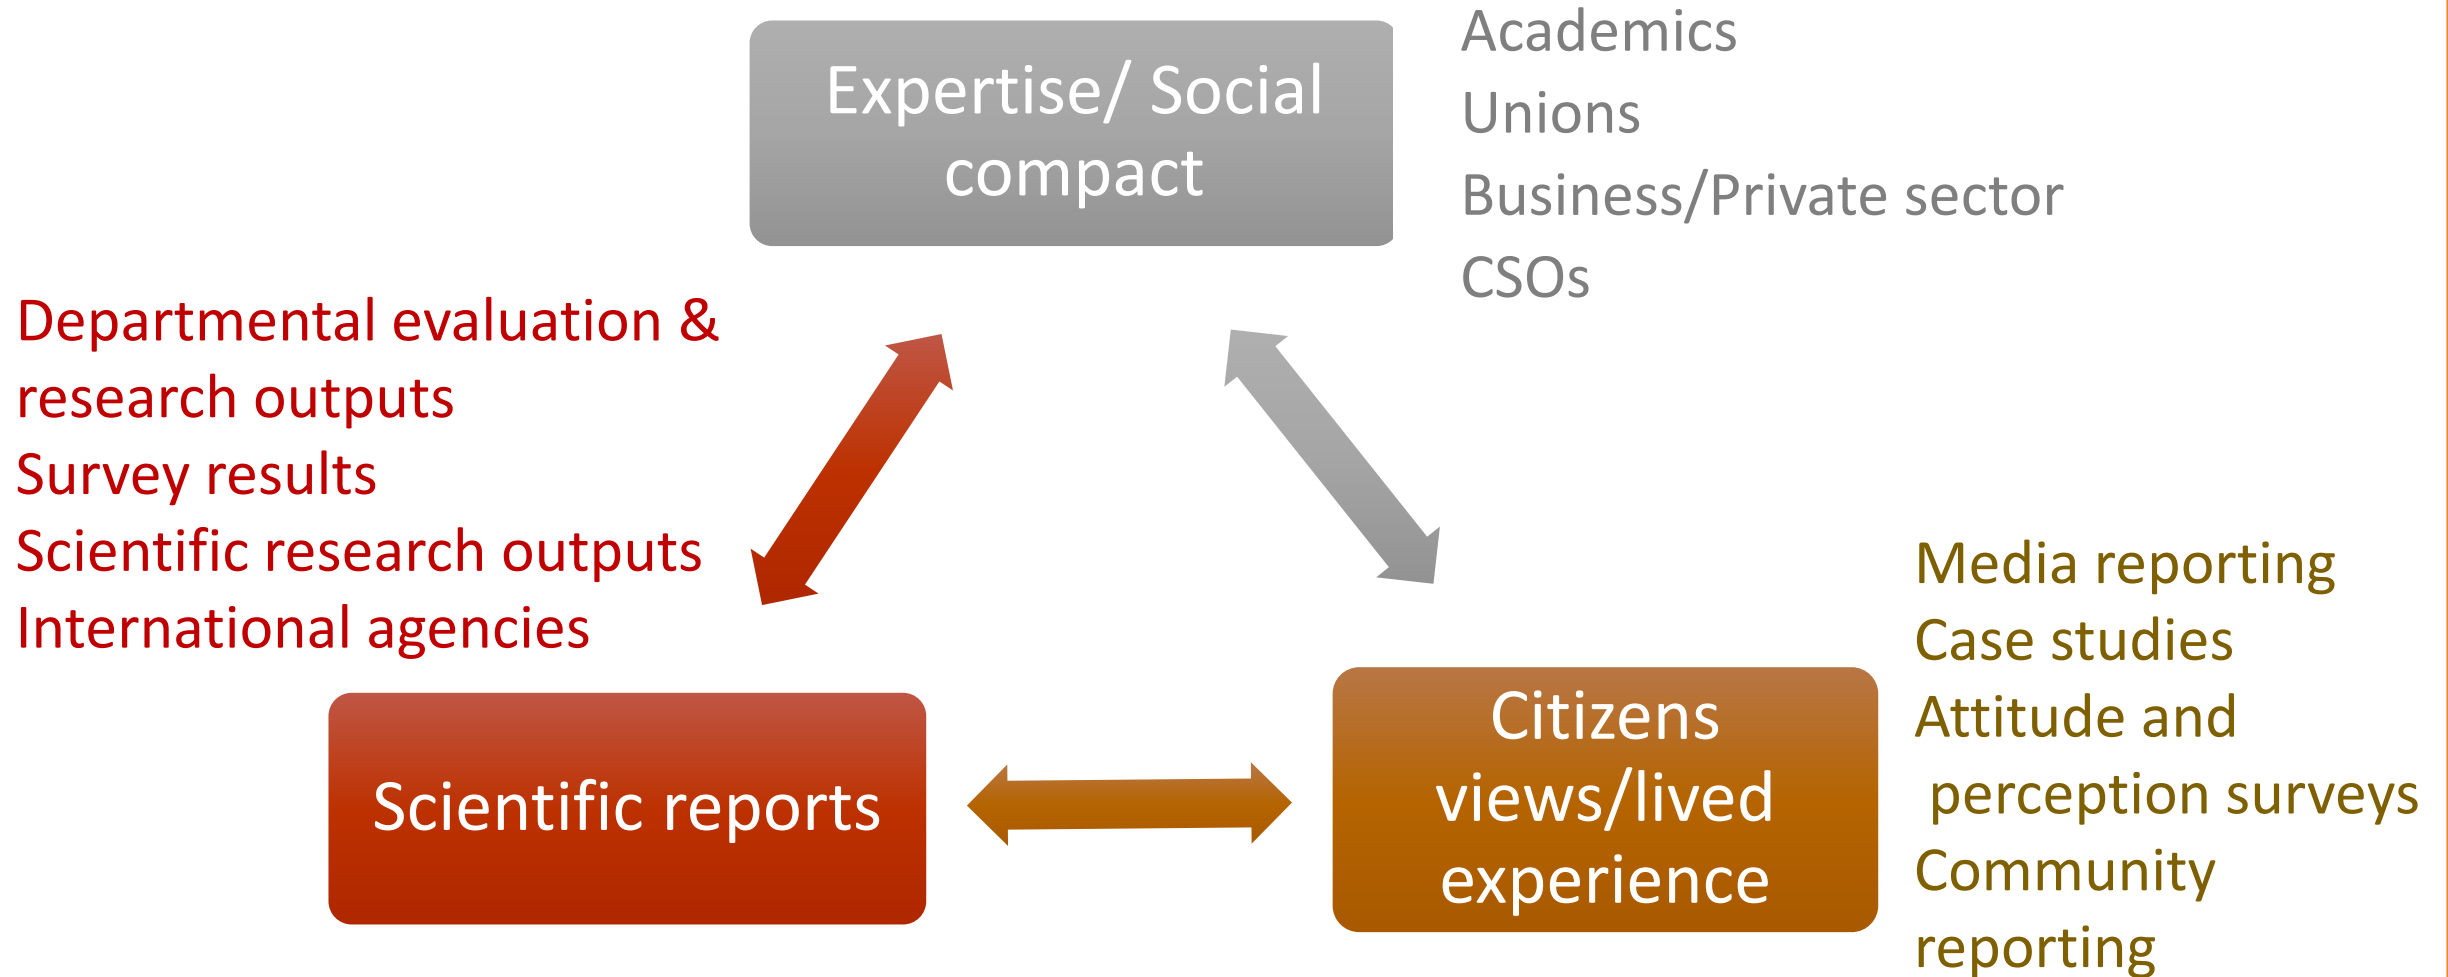 Expertise/ Social
compact
Academics
Unions
Business/Private sector
CSOs
Departmental evaluation &
research outputs
Survey results
Scientific research outputs
International agencies
Scientific reports
Citizens
views/lived
experience
Media reporting
Case studies
Attitude and
perception surveys
Community
reporting